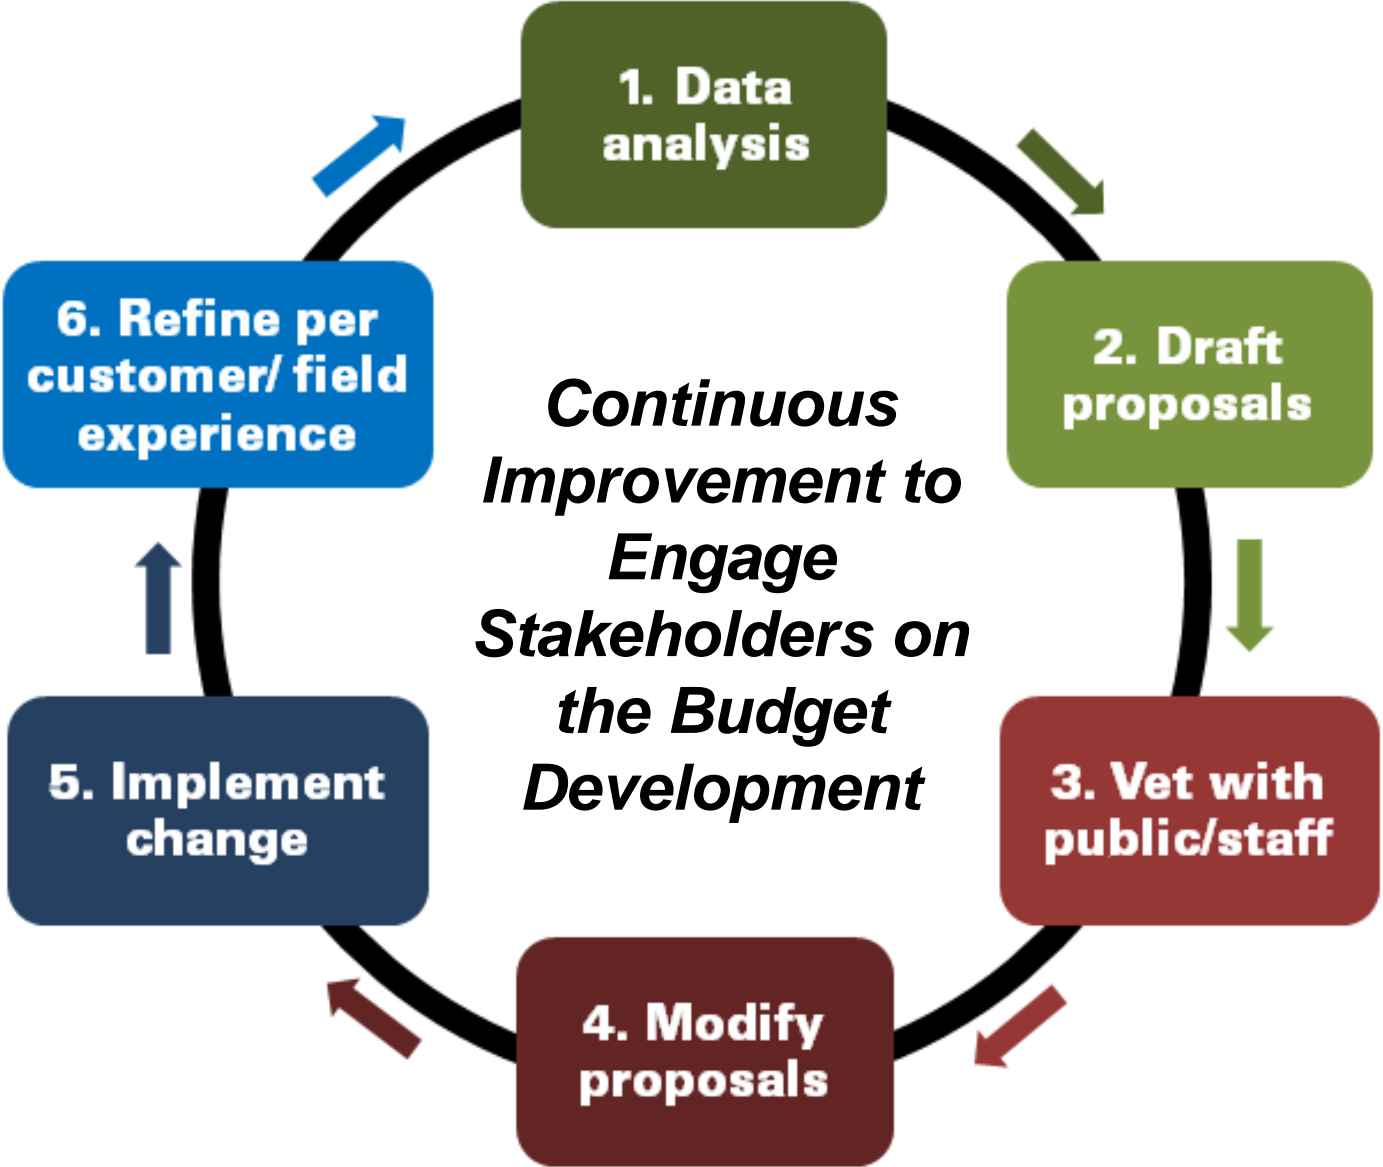 1. Data
analysis
2. Draft
proposals
3. Vet with
public/staff
4. Modify
proposals
5. Implement
change
6. Refine per
customer/ field
experience
Continuous
Improvement to
Engage
Stakeholders on
the Budget
Development